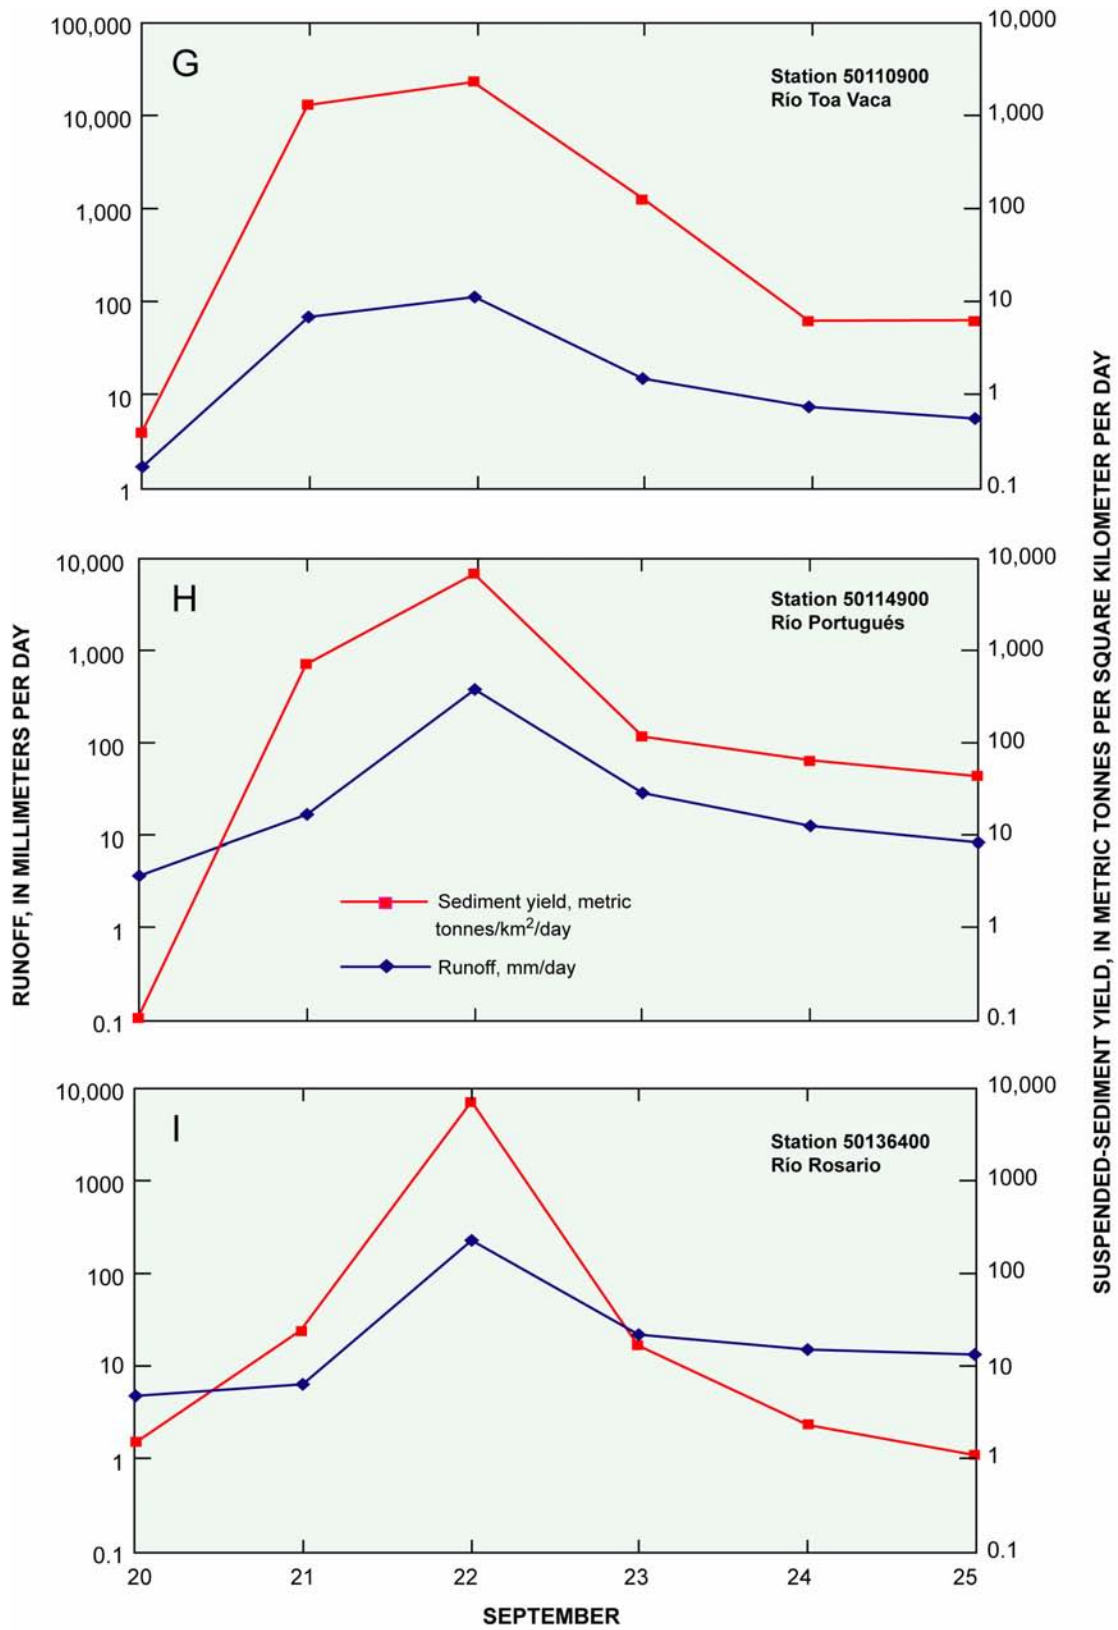 100,000
10,000
1,000
100
10
1
G
Station 50110900
Río Toa Vaca
10,000
1,000
100
10
1
0.1
10,000
1,000
100
10
1
0.1
H
Station 50114900
Río Portugués
Sediment yield, metric
tonnes/km²/day
Runoff, mm/day
10,000
1,000
100
10
1
0.1
10,000
1000
100
10
1
0.1
I
Station 50136400
Río Rosario
10,000
1000
100
10
1
0.1
20 21 22 23 24 25
SEPTEMBER
RUNOFF, IN MILLIMETERS PER DAY
SUSPENDED-SEDIMENT YIELD, IN METRIC TONNES PER SQUARE KILOMETER PER DAY